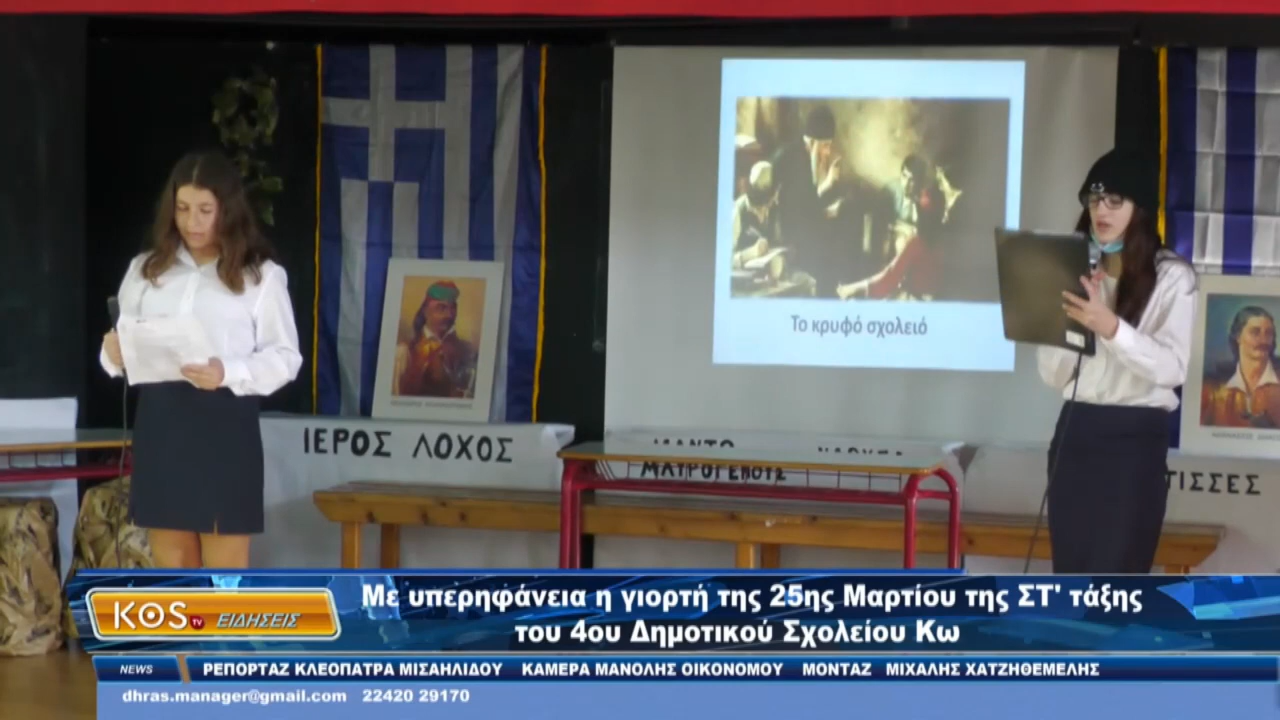 Το κρυφό σχολειό
ΙΕΡΟΣ ΛΟΧΟΣ
ΜΑΝΤΩ
ΜΑΥΡΟΓΕΝΟΥΣ
ΤΙΣΣΕΣ
KOS TV ΕΙΔΗΣΕΙΣ
Με υπερηφάνεια η γιορτή της 25ης Μαρτίου της ΣΤ' τάξης
του 4ου Δημοτικού Σχολείου Κω
NEWS
ΡΕΠΟΡΤΑΖ ΚΛΕΟΠΑΤΡΑ ΜΙΣΑΗΛΙΔΟΥ ΚΑΜΕΡΑ ΜΑΝΟΛΗΣ ΟΙΚΟΝΟΜΟΥ ΜΟΝΤΑΖ ΜΙΧΑΛΗΣ ΧΑΤΖΗΘΕΜΕΛΗΣ
dhras.manager@gmail.com 22420 29170